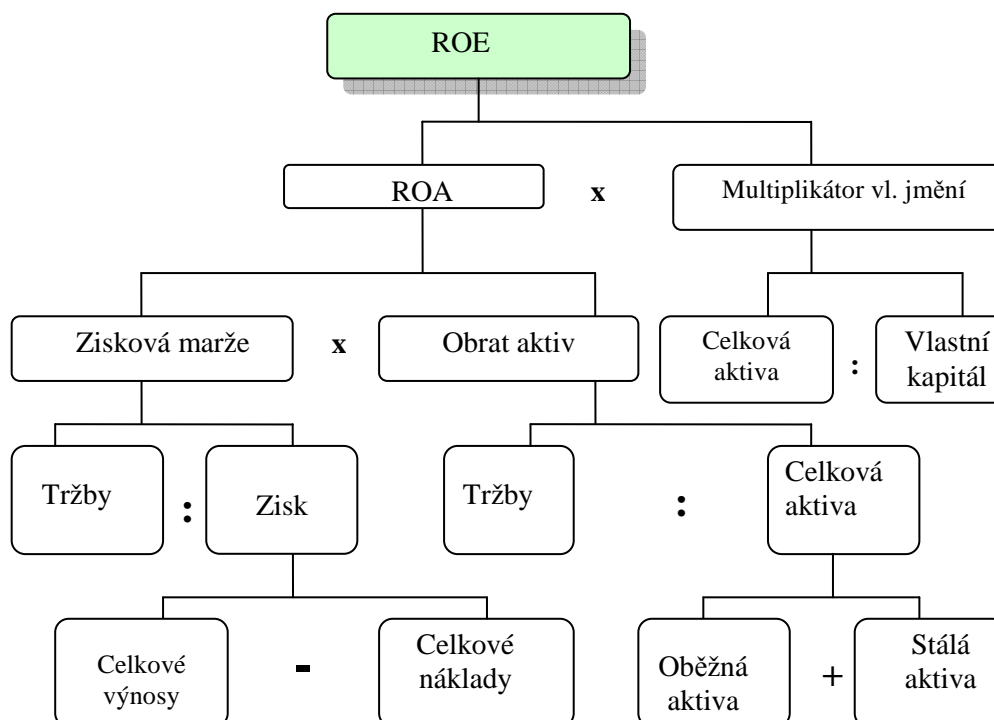 ROE
ROA
x
Multiplikátor vl. jmění
Zisková marže
x
Obrat aktiv
Celková
aktiva
:
Vlastní
kapitál
Tržby
:
Zisk
Tržby
:
Celková
aktiva
Celkové
výnosy
-
Celkové
náklady
Oběžná
aktiva
+
Stálá
aktiva